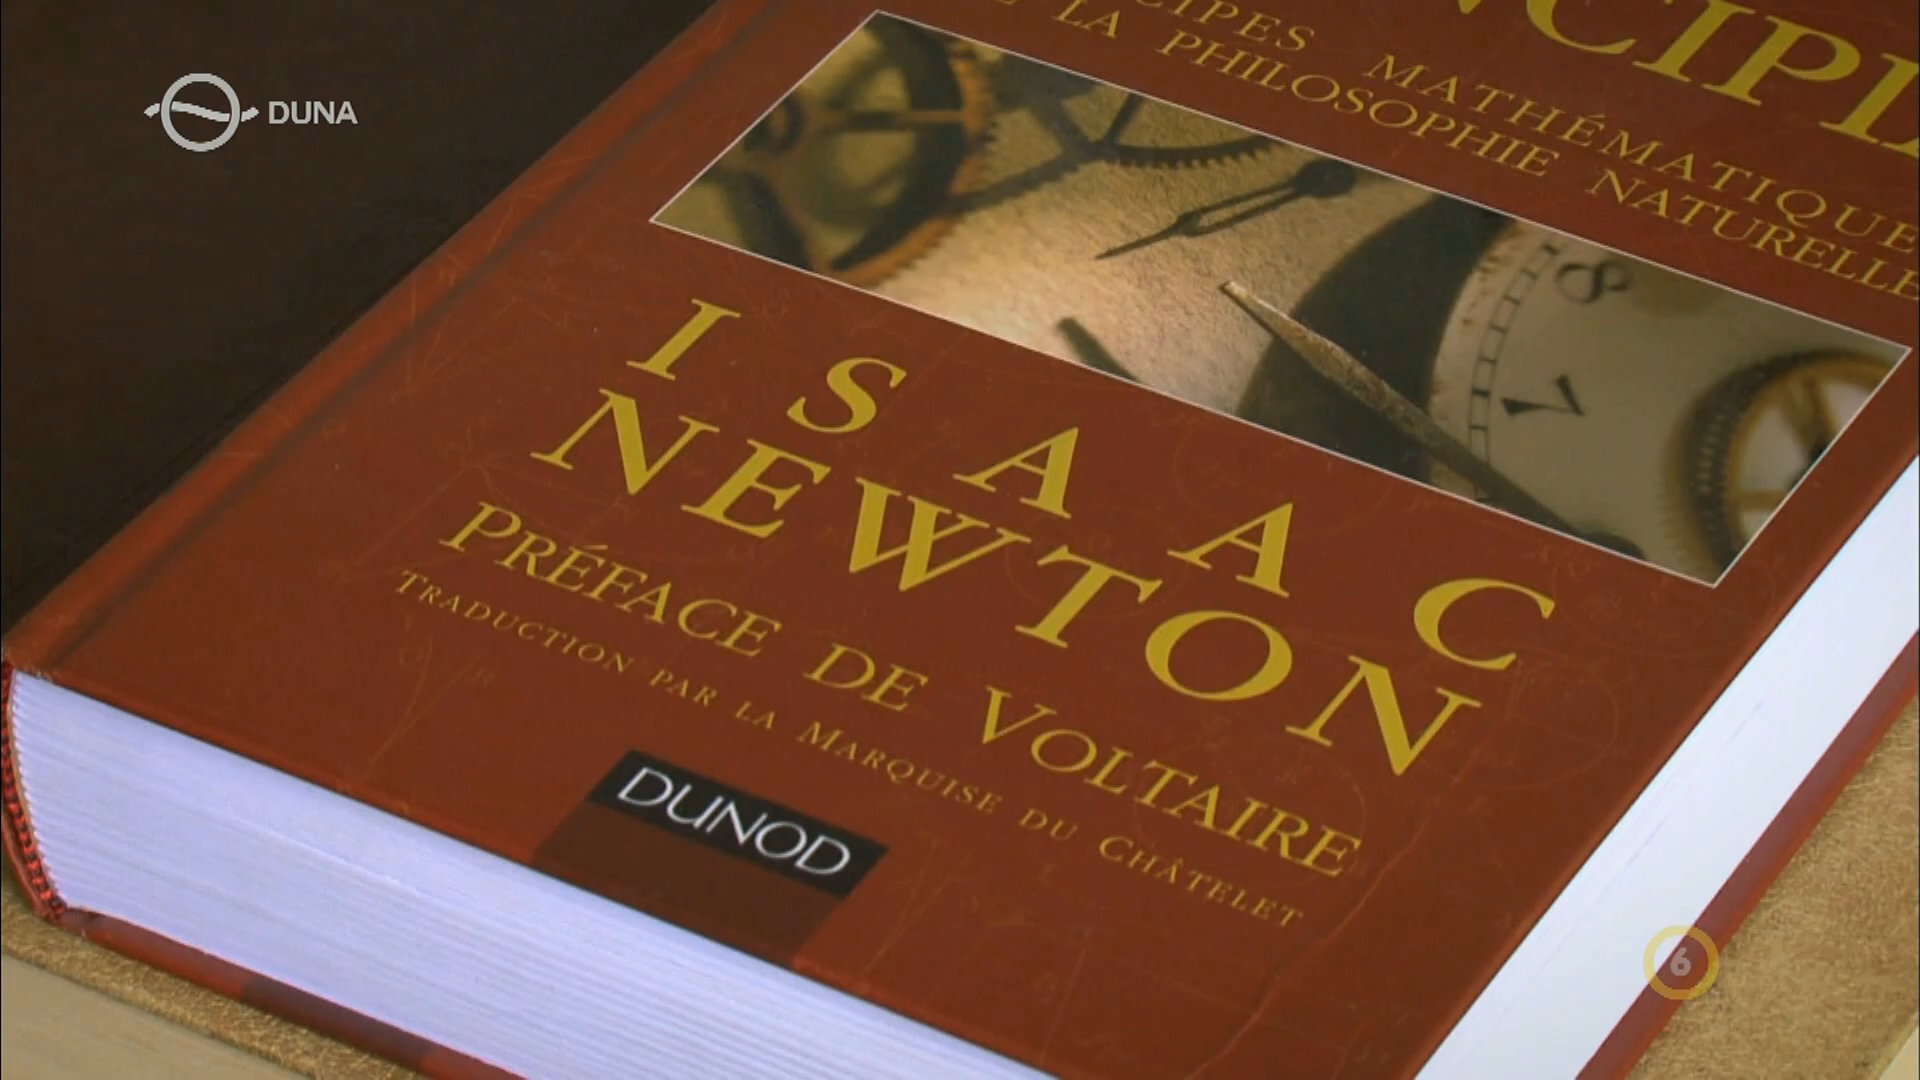 DUNA
NCIPI
CIPES MATHÉMATIQUE
LA PHILOSOPHIE NATURELLE
8
7
ISAAC
NEWTON
PRÉFACE DE VOLTAIRE
TRADUCTION PAR LA MARQUISE DU CHÂTELET
DUNOD
6